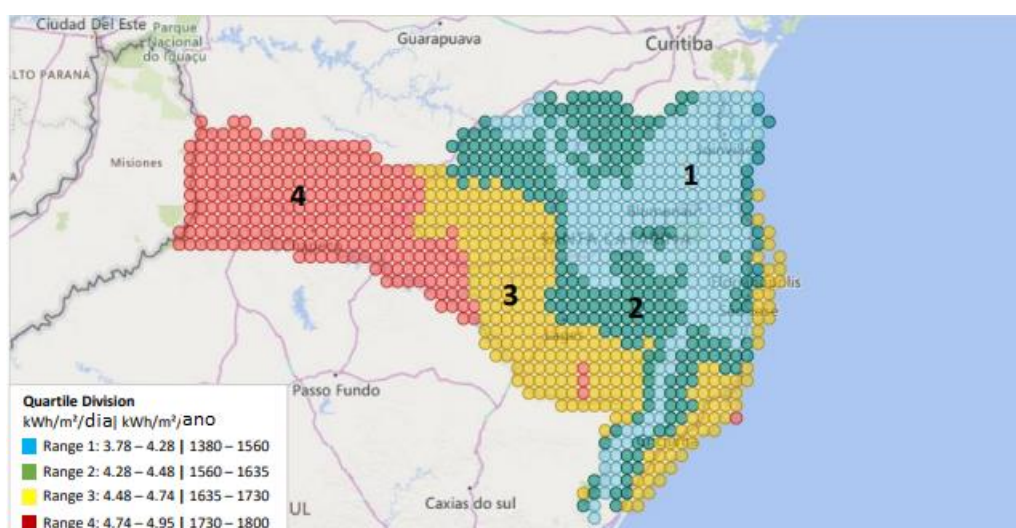 Ciudad Del Este
Parque
Nacional
do Iguaçu
Guarapuava
Curitiba
ALTO PARANÁ
Misiones
4
1
3
2
Passo Fundo
Caxias do sul
UL
Quartile Division
kWh/m²/dia| kWh/m²/ano
Range 1: 3.78 – 4.28 | 1380 – 1560
Range 2: 4.28 – 4.48 | 1560 – 1635
Range 3: 4.48 – 4.74 | 1635 – 1730
Range 4: 4.74 – 4.95 | 1730 – 1800